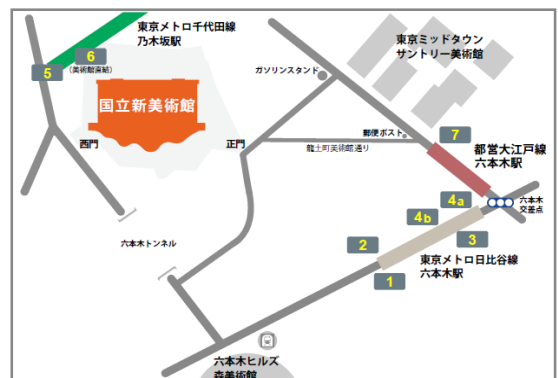 東京メトロ千代田線
乃木坂駅
6
(美術館直結)
5
国立新美術館
西門
正門
ガソリンスタンド
東京ミッドタウン
サントリー美術館
郵便ポスト
龍土町美術館通り
7
都営大江戸線
六本木駅
4a
六本木
交差点
4b
3
2
東京メトロ日比谷線
六本木駅
1
六本木トンネル
六本木ヒルズ
森美術館